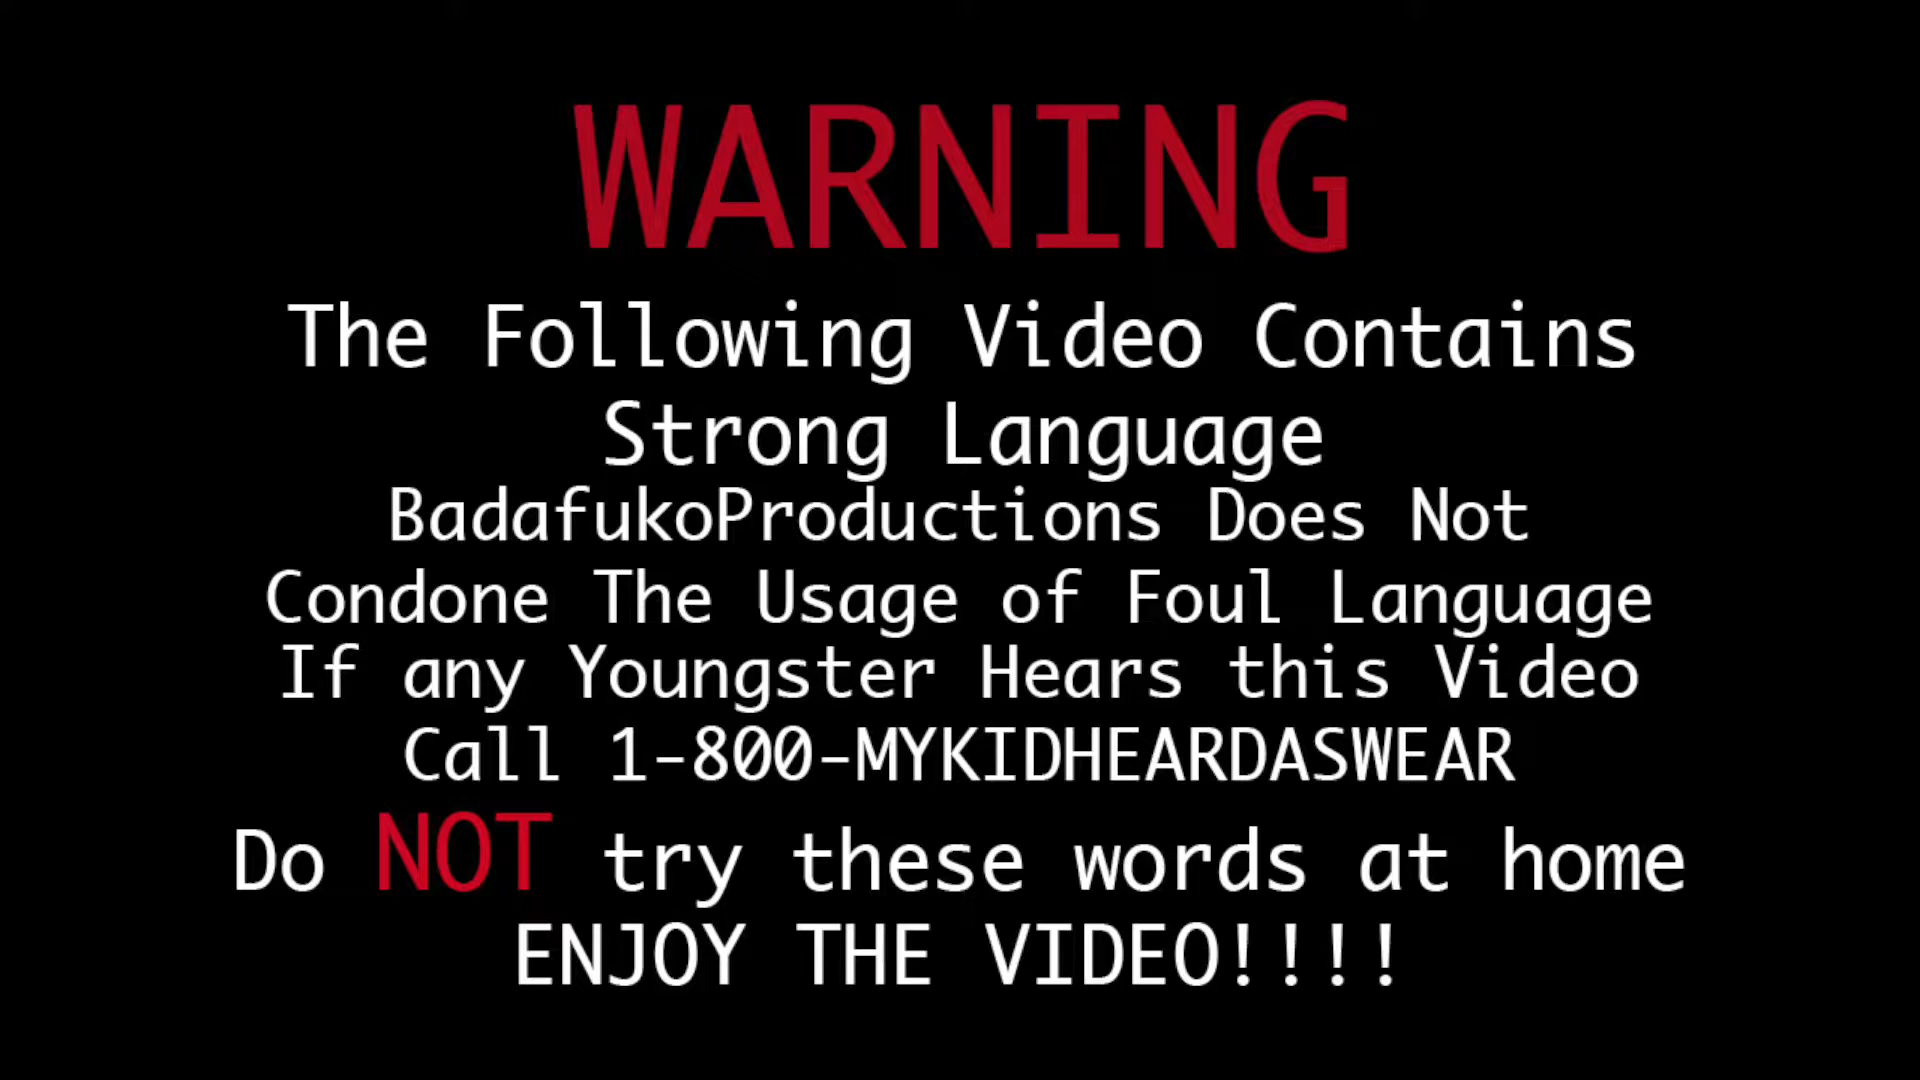 WARNING
The Following Video Contains
Strong Language
BadafukoProductions Does Not
Condone The Usage of Foul Language
If any Youngster Hears this Video
Call 1-800-MYKIDHEARDASWEAR
Do NOT try these words at home
ENJOY THE VIDEO!!!!